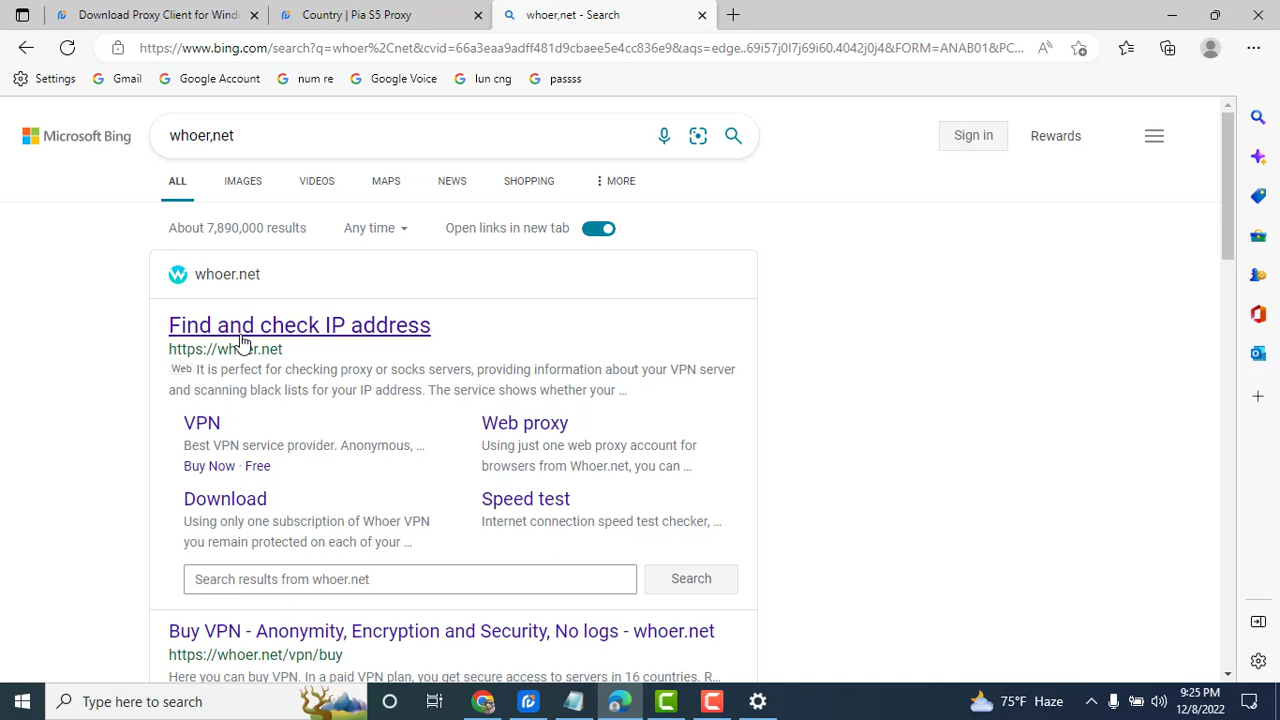 Download Proxy Client for Wind
Country | Pia S5 Proxy
whoer,net - Search
https://www.bing.com/search?q=whoer%2Cnet&cvid=66a3eaa9adff481d9cbaee5e4cc836e9&aqs=edge..69i57j0l7j69i60.4042j0j4&FORM=ANAB01&PC...
Settings
Gmail
Google Account
num re
Google Voice
lun cng
passss
Microsoft Bing
whoer,net
Sign in
Rewards
ALL
IMAGES
VIDEOS
MAPS
NEWS
SHOPPING
MORE
About 7,890,000 results
Any time
Open links in new tab
whoer.net
Find and check IP address
https://whoer.net
Web It is perfect for checking proxy or socks servers, providing information about your VPN server
and scanning black lists for your IP address. The service shows whether your ...
VPN
Best VPN service provider. Anonymous, ...
Buy Now · Free
Web proxy
Using just one web proxy account for
browsers from Whoer.net, you can ...
Download
Using only one subscription of Whoer VPN
you remain protected on each of your ...
Speed test
Internet connection speed test checker, ...
Search results from whoer.net
Search
Buy VPN - Anonymity, Encryption and Security, No logs - whoer.net
https://whoer.net/vpn/buy
Here you can buy VPN. In a paid VPN plan, you get secure access to servers in 16 countries. R...
Type here to search
75°F Haze
9:25 PM
12/8/2022